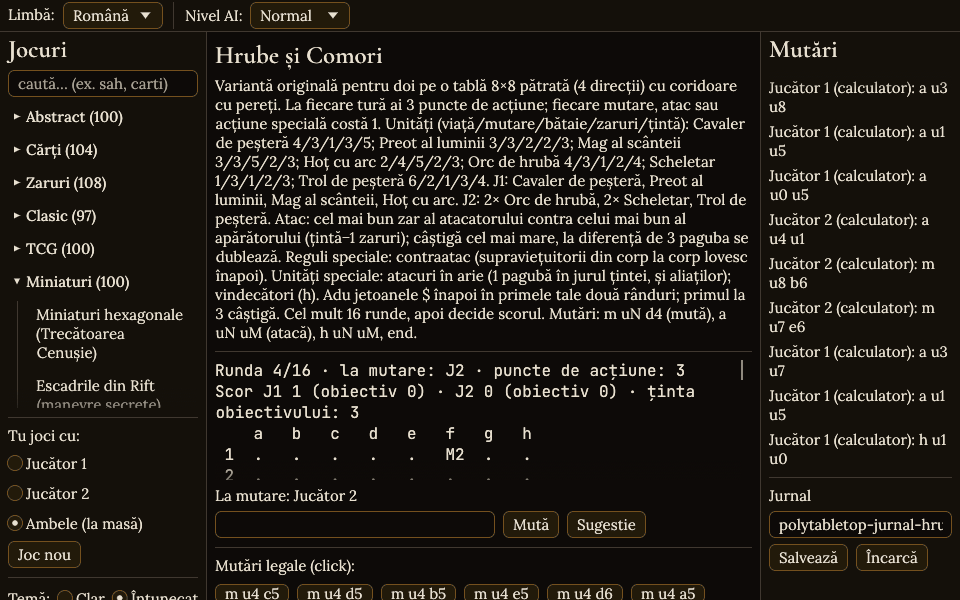 Limbă: Română ▼ Nivel AI: Normal ▼
Jocuri
caută... (ex. sah, carti)
▸ Abstract (100)
▸ Cărți (104)
▸ Zaruri (108)
▸ Clasic (97)
▸ TCG (100)
▾ Miniaturi (100)
Miniaturi hexagonale
(Trecătoarea
Cenușie)
Escadrile din Rift
(manevre secrete)
Tu joci cu:
Jucător 1
Jucător 2
Ambele (la masă)
Joc nou
Temă: Clar Întunecat
Hrube și Comori
Variantă originală pentru doi pe o tablă 8×8 pătrată (4 direcții) cu coridoare
cu pereți. La fiecare tură ai 3 puncte de acțiune; fiecare mutare, atac sau
acțiune specială costă 1. Unități (viață/mutare/bătaie/zaruri/țintă): Cavaler
de peșteră 4/3/1/3/5; Preot al luminii 3/3/2/2/3; Mag al scânteii
3/3/5/2/3; Hoț cu arc 2/4/5/2/3; Orc de hrubă 4/3/1/2/4; Scheletar
1/3/1/2/3; Trol de peșteră 6/2/1/3/4. J1: Cavaler de peșteră, Preot al
luminii, Mag al scânteii, Hoț cu arc. J2: 2× Orc de hrubă, 2× Scheletar, Trol de
peșteră. Atac: cel mai bun zar al atacatorului contra celui mai bun al
apărătorului (țintă−1 zaruri); câștigă cel mai mare, la diferență de 3 paguba se
dublează. Reguli speciale: contraatac (supraviețuitorii din corp la corp lovesc
înapoi). Unități speciale: atacuri în arie (1 pagubă în jurul țintei, și aliaților);
vindecători (h). Adu jetoanele $ înapoi în primele tale două rânduri; primul la
3 câștigă. Cel mult 16 runde, apoi decide scorul. Mutări: m uN d4 (mută), a
uN uM (atacă), h uN uM, end.
Runda 4/16 · la mutare: J2 · puncte de acțiune: 3
Scor J1 1 (obiectiv 0) · J2 0 (obiectiv 0) · ținta
obiectivului: 3
a b c d e f g h
1 . . . . . M2 . .
2 . . . . . . . .
La mutare: Jucător 2
Mută Sugestie
Mutări legale (click):
m u4 c5 m u4 d5 m u4 b5 m u4 e5 m u4 d6 m u4 a5
Mutări
Jucător 1 (calculator): a u3
u8
Jucător 1 (calculator): a u1
u5
Jucător 1 (calculator): a
u0 u5
Jucător 2 (calculator): a
u4 u1
Jucător 2 (calculator): m
u8 b6
Jucător 2 (calculator): m
u7 e6
Jucător 1 (calculator): a u3
u7
Jucător 1 (calculator): a u1
u5
Jucător 1 (calculator): h u1
u0
Jurnal
polytabletop-jurnal-hru
Salvează Încarcă